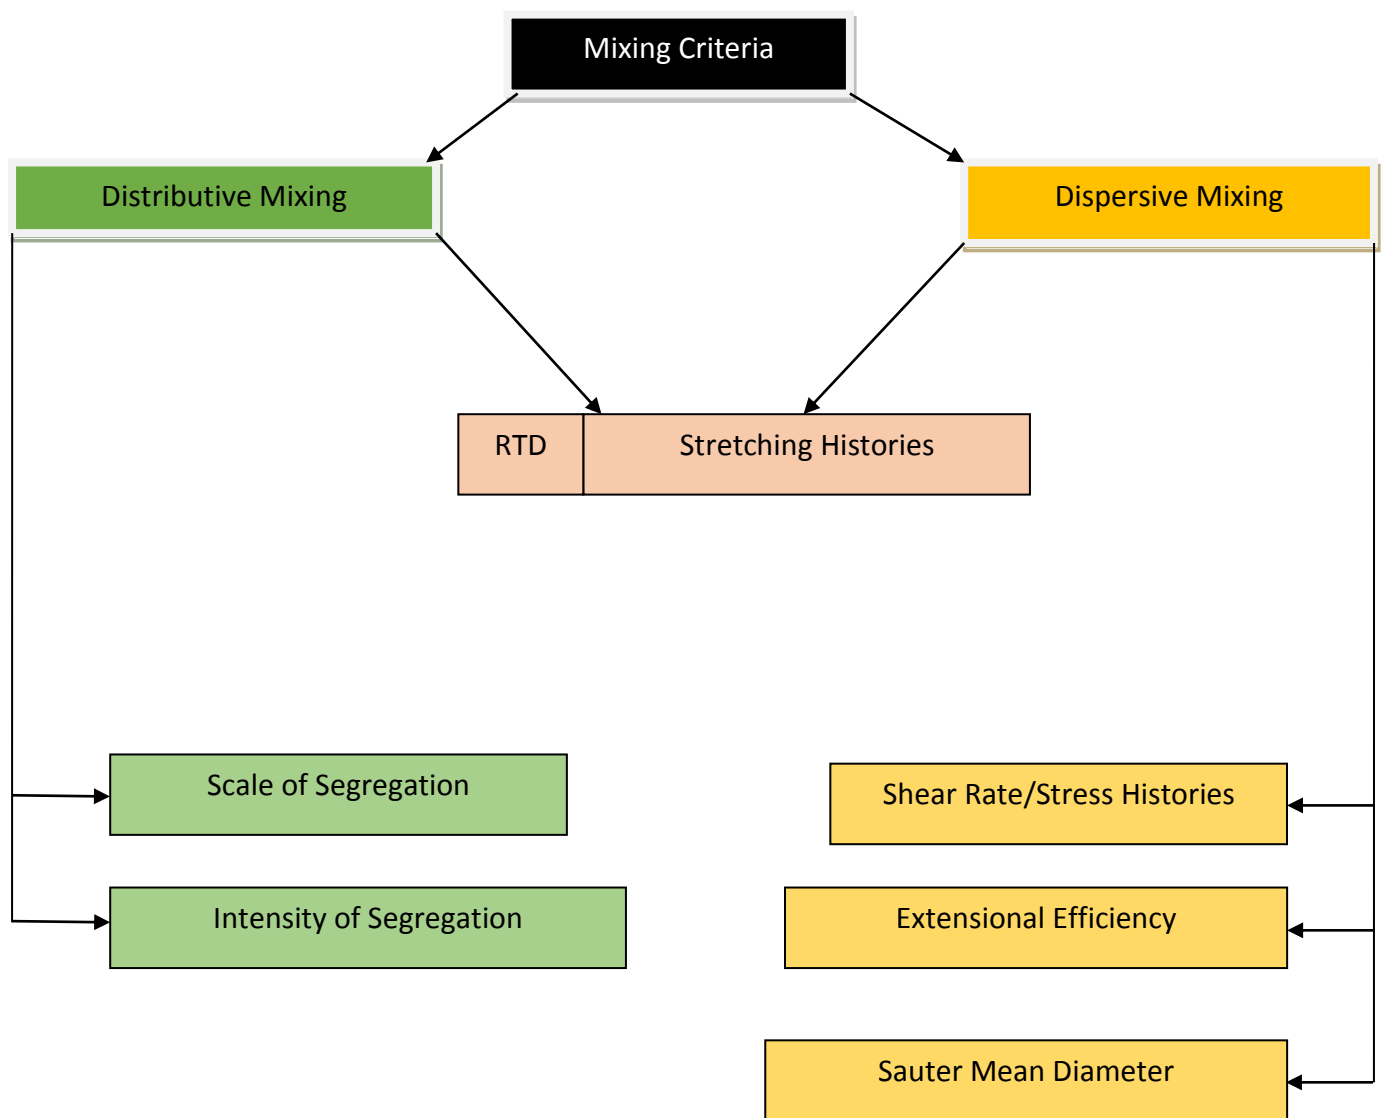 Mixing Criteria
Distributive Mixing
Dispersive Mixing
RTD
Stretching Histories
Scale of Segregation
Shear Rate/Stress Histories
Intensity of Segregation
Extensional Efficiency
Sauter Mean Diameter